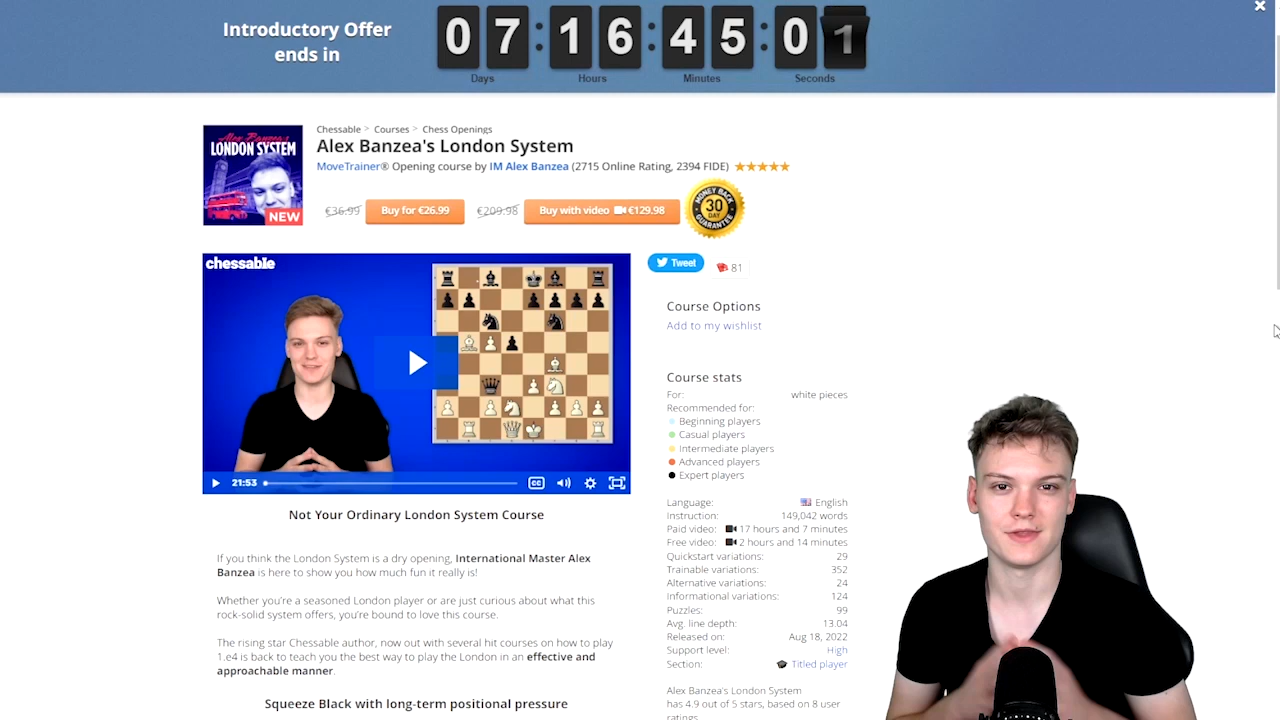 Introductory Offer
ends in
07 : 16 : 45 : 01
Days Hours Minutes Seconds
Alex Banzea's
LONDON SYSTEM
NEW
Chessable > Courses > Chess Openings
Alex Banzea's London System
MoveTrainer® Opening course by IM Alex Banzea (2715 Online Rating, 2394 FIDE)
€36.99 Buy for €26.99 €209.98 Buy with video €129.98
MONEY BACK
30
DAY
GUARANTEE
chessable
21:53
CC
Tweet 81
Course Options
Add to my wishlist
Course stats
For: white pieces
Recommended for:
Beginning players
Casual players
Intermediate players
Advanced players
Expert players
Language: English
Instruction: 149,042 words
Paid video: 17 hours and 7 minutes
Free video: 2 hours and 14 minutes
Quickstart variations: 29
Trainable variations: 352
Alternative variations: 24
Informational variations: 124
Puzzles: 99
Avg. line depth: 13.04
Released on: Aug 18, 2022
Support level: High
Section: Titled player
Alex Banzea's London System
has 4.9 out of 5 stars, based on 8 user
ratings
Not Your Ordinary London System Course
If you think the London System is a dry opening, International Master Alex
Banzea is here to show you how much fun it really is!
Whether you're a seasoned London player or are just curious about what this
rock-solid system offers, you're bound to love this course.
The rising star Chessable author, now out with several hit courses on how to play
1.e4 is back to teach you the best way to play the London in an effective and
approachable manner.
Squeeze Black with long-term positional pressure